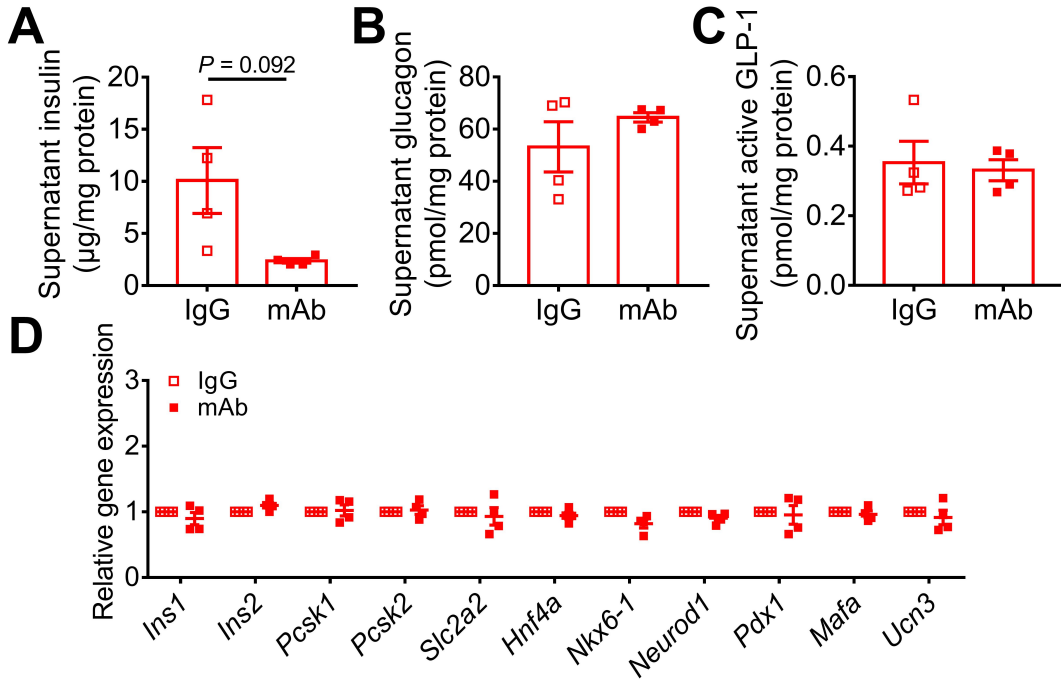 A
Supernatant insulin
(µg/mg protein)
20
15
10
5
0
P = 0.092
IgG
mAb
B
Supernatant glucagon
(pmol/mg protein)
80
60
40
20
0
IgG
mAb
C
Supernatant active GLP-1
(pmol/mg protein)
0.6
0.4
0.2
0.0
IgG
mAb
D
Relative gene expression
3
2
1
0
IgG
mAb
Ins1
Ins2
Pcsk1
Pcsk2
Slc2a2
Hnf4a
Nkx6-1
Neurod1
Pdx1
Mafa
Ucn3